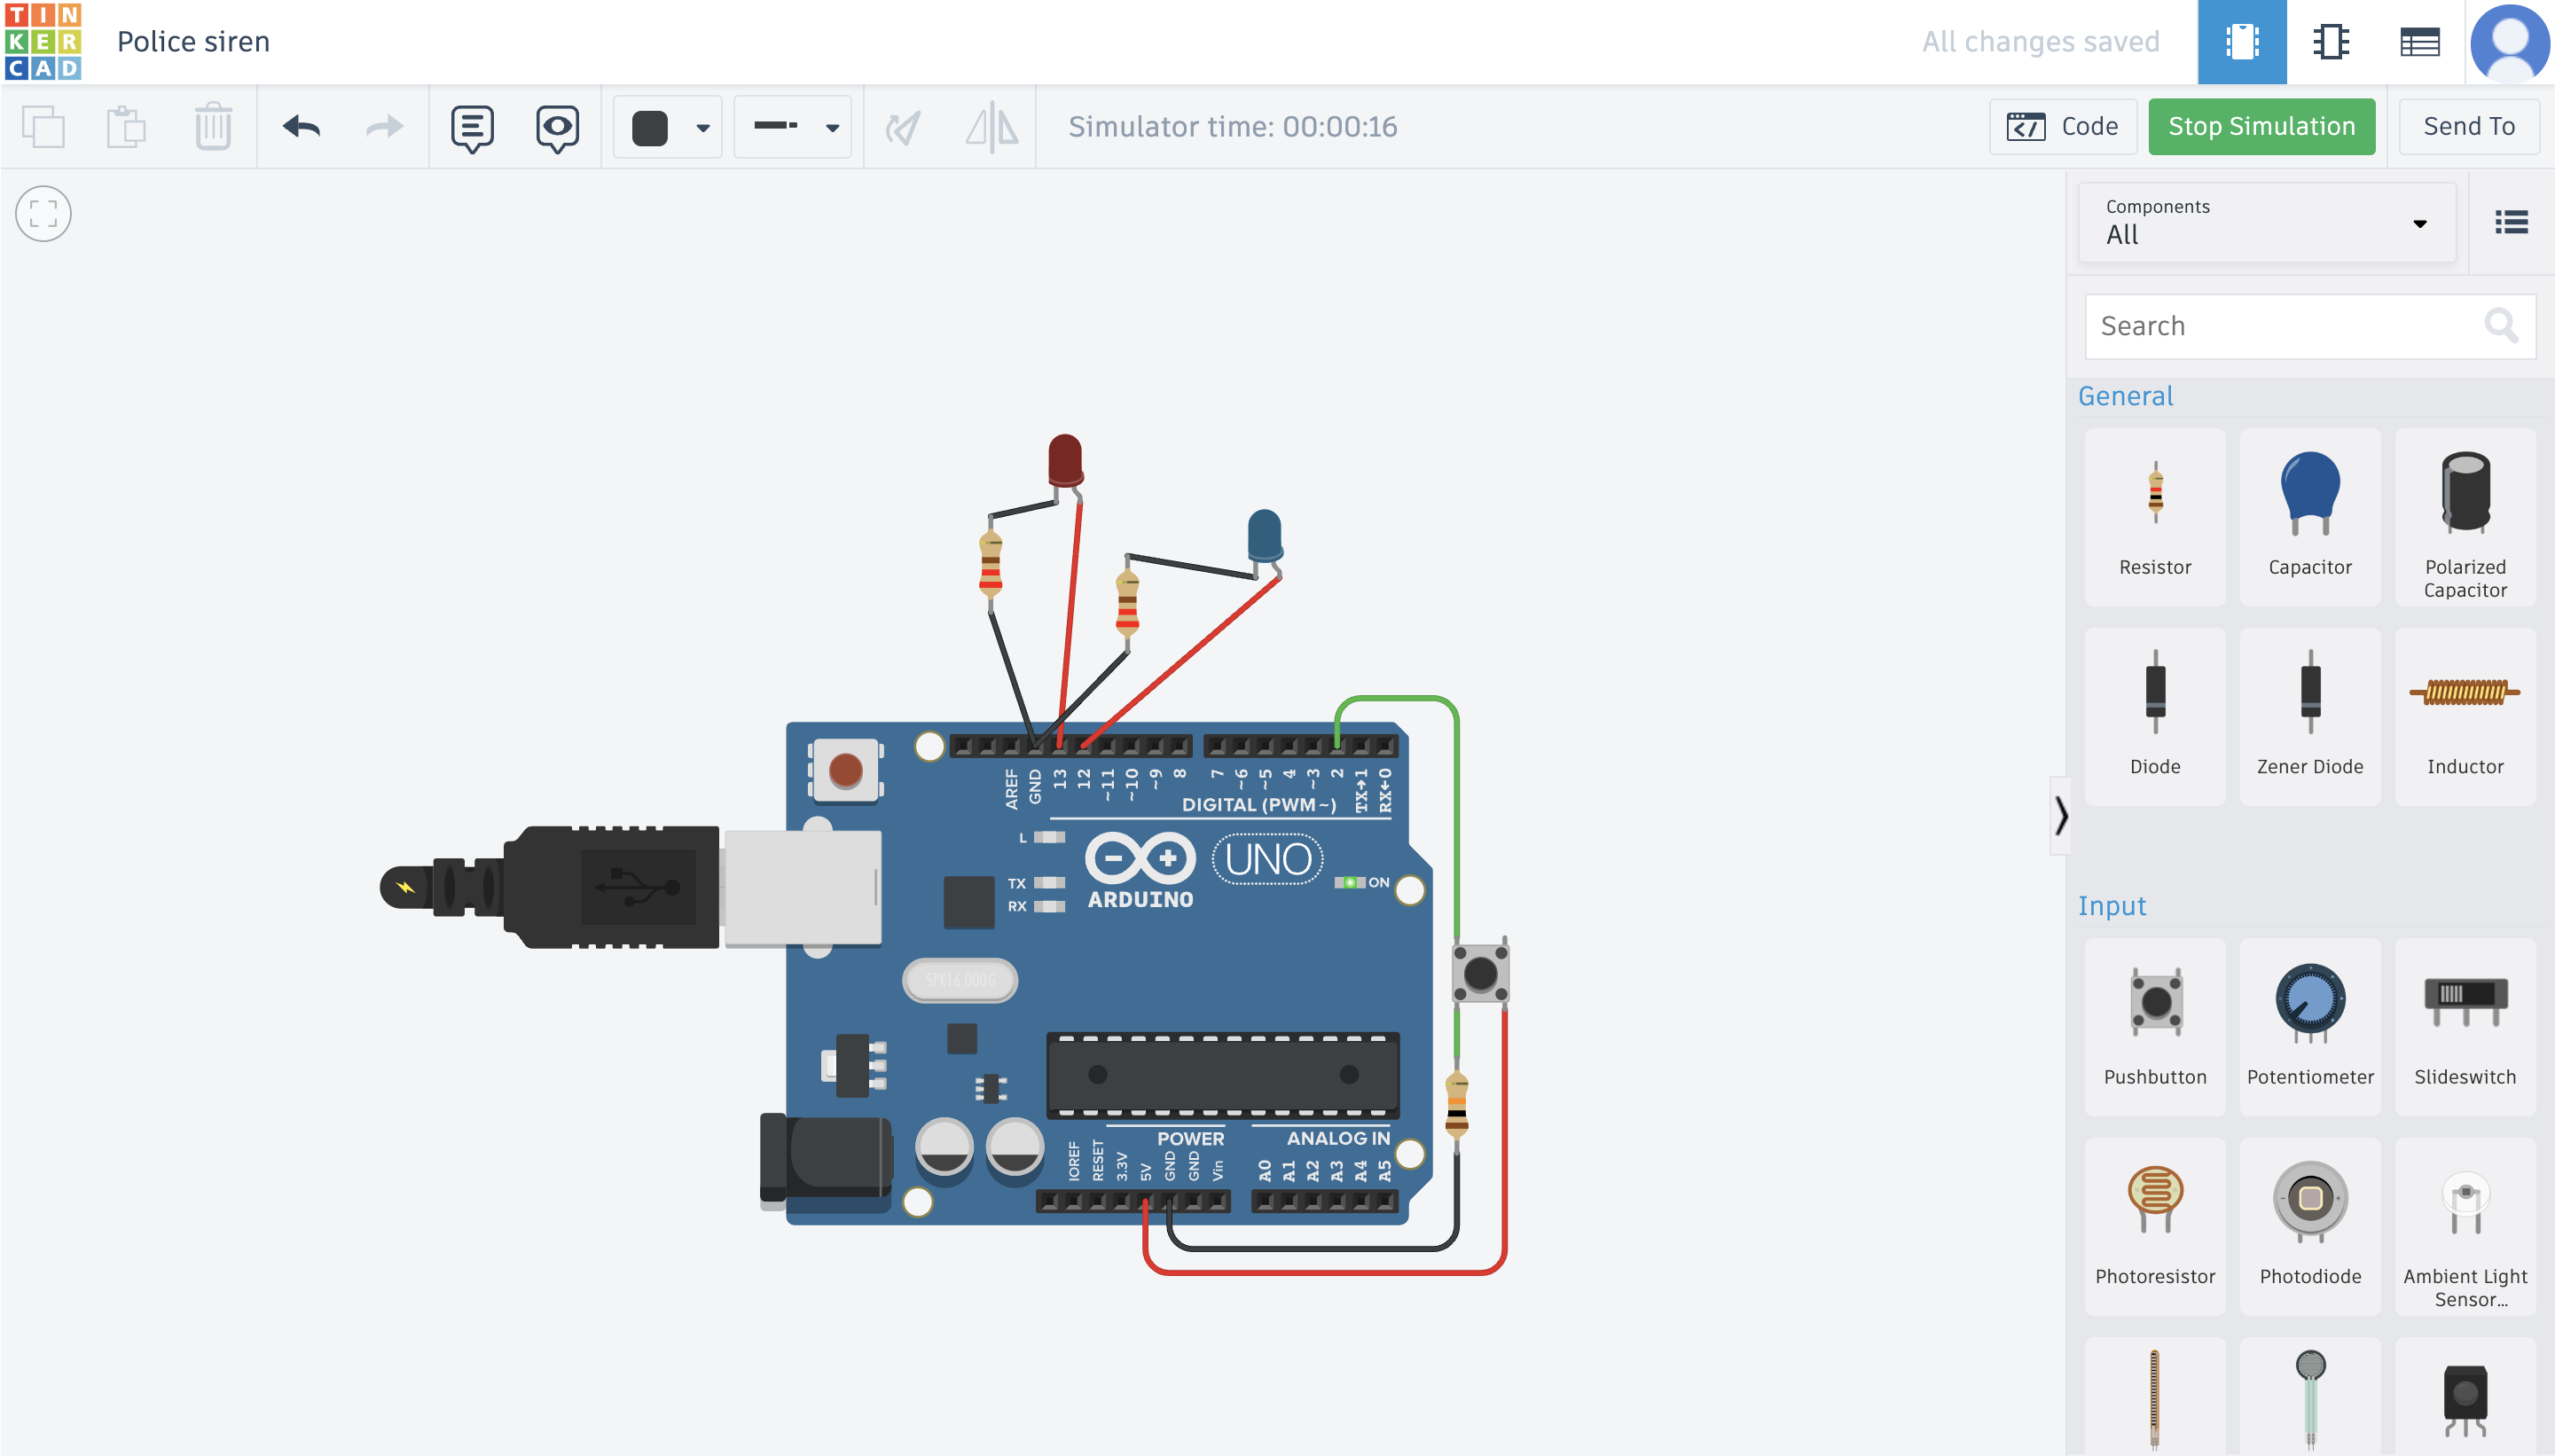 TIN
KER
CAD
Police siren
All changes saved
Simulator time: 00:00:16
Code
Stop Simulation
Send To
Components
All
Search
General
Resistor
Capacitor
Polarized
Capacitor
Diode
Zener Diode
Inductor
Input
Pushbutton
Potentiometer
Slideswitch
Photoresistor
Photodiode
Ambient Light
Sensor...
AREF
GND
13
12
~11
~10
~9
8
7
~6
~5
4
~3
2
TX→1
RX←0
DIGITAL (PWM~)
L
TX
RX
ARDUINO
UNO
ON
SPK16.000G
POWER
ANALOG IN
IOREF
RESET
3.3V
5V
GND
GND
Vin
A0
A1
A2
A3
A4
A5